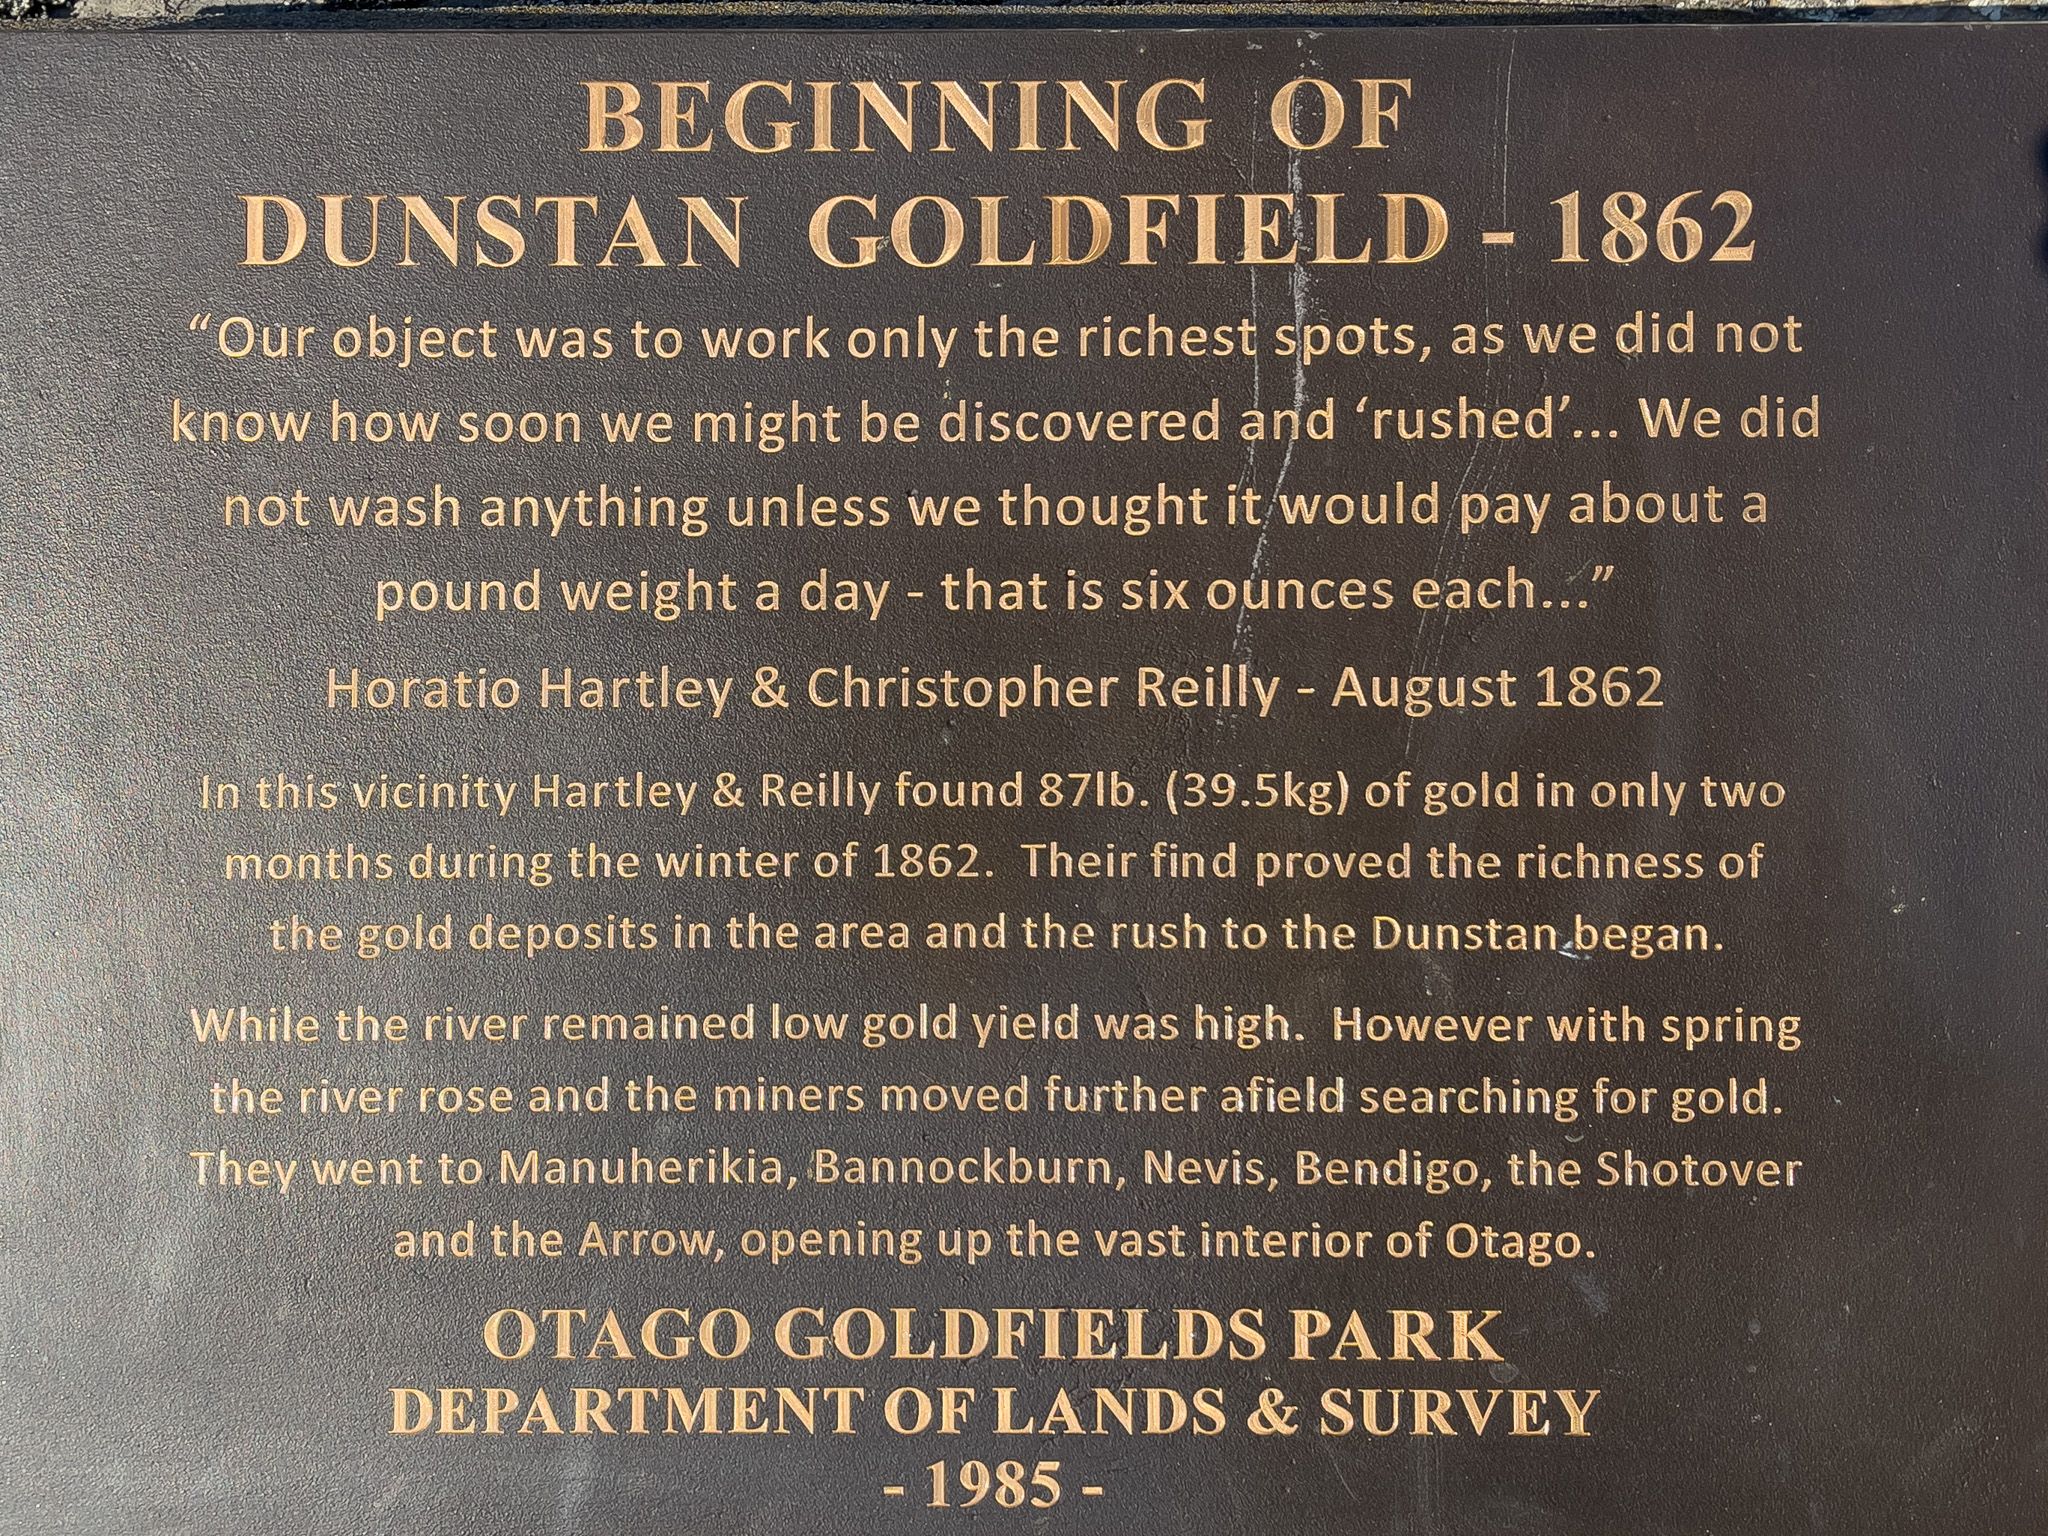 BEGINNING OF
DUNSTAN GOLDFIELD - 1862
“Our object was to work only the richest spots, as we did not
know how soon we might be discovered and ‘rushed’... We did
not wash anything unless we thought it would pay about a
pound weight a day - that is six ounces each...”
Horatio Hartley & Christopher Reilly - August 1862
In this vicinity Hartley & Reilly found 87lb. (39.5kg) of gold in only two
months during the winter of 1862. Their find proved the richness of
the gold deposits in the area and the rush to the Dunstan began.
While the river remained low gold yield was high. However with spring
the river rose and the miners moved further afield searching for gold.
They went to Manuherikia, Bannockburn, Nevis, Bendigo, the Shotover
and the Arrow, opening up the vast interior of Otago.
OTAGO GOLDFIELDS PARK
DEPARTMENT OF LANDS & SURVEY
- 1985 -